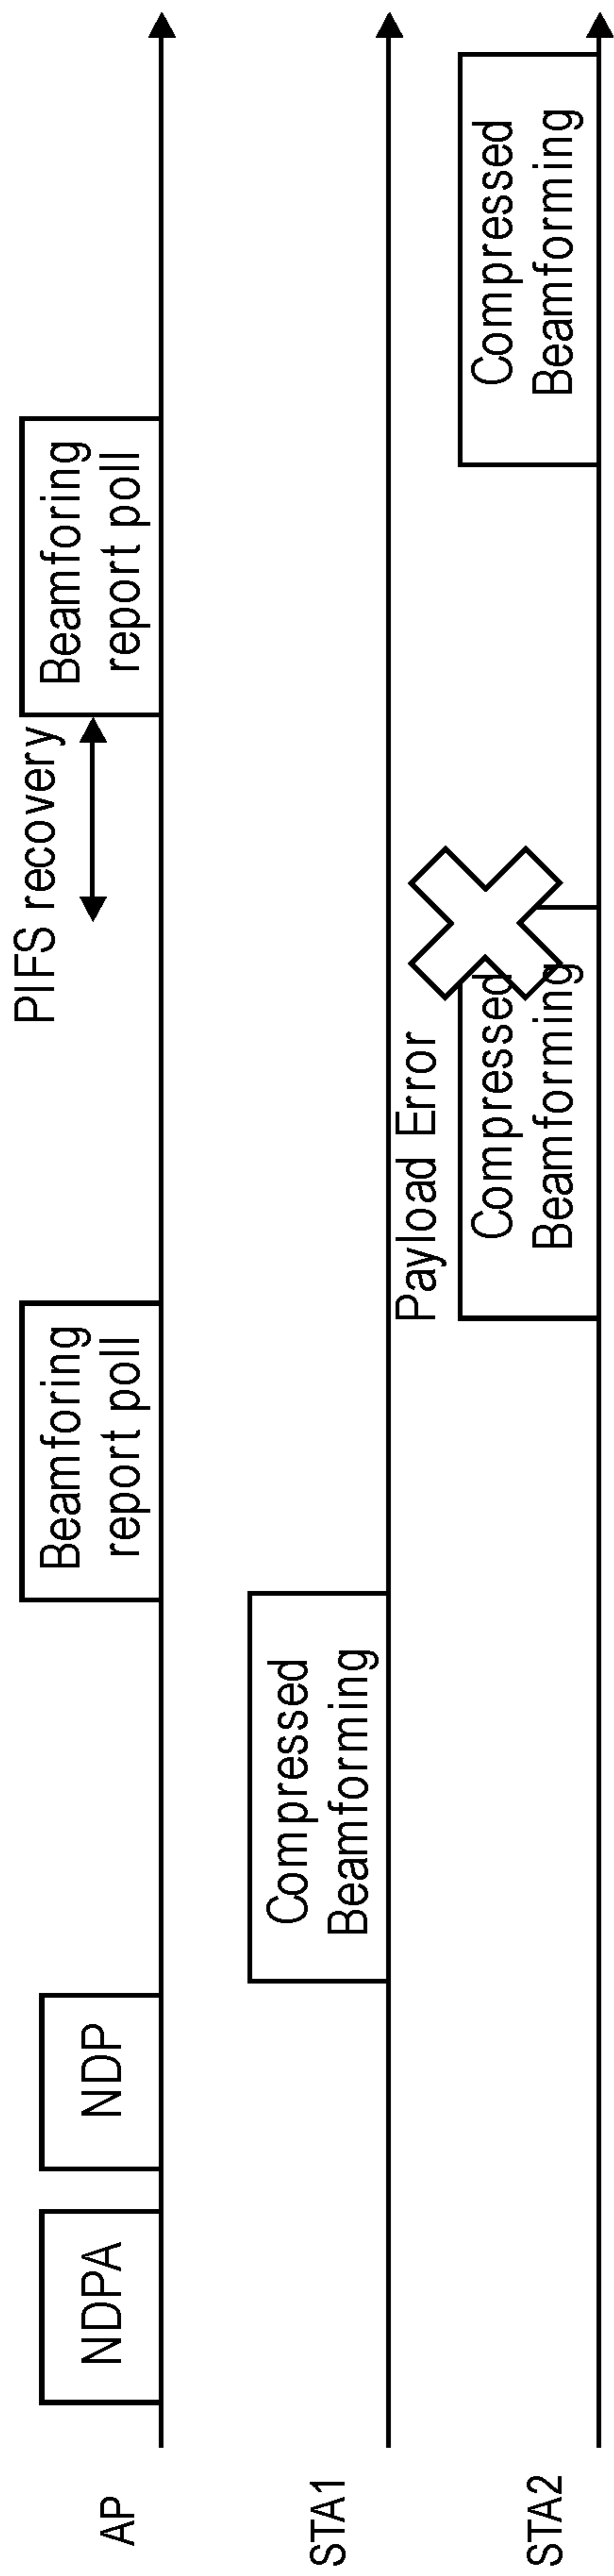 AP
NDPA
NDP
Beamforing
report poll
PIFS recovery
Beamforing
report poll
STA1
Compressed
Beamforming
STA2
Payload Error
Compressed
Beamforming
Compressed
Beamforming